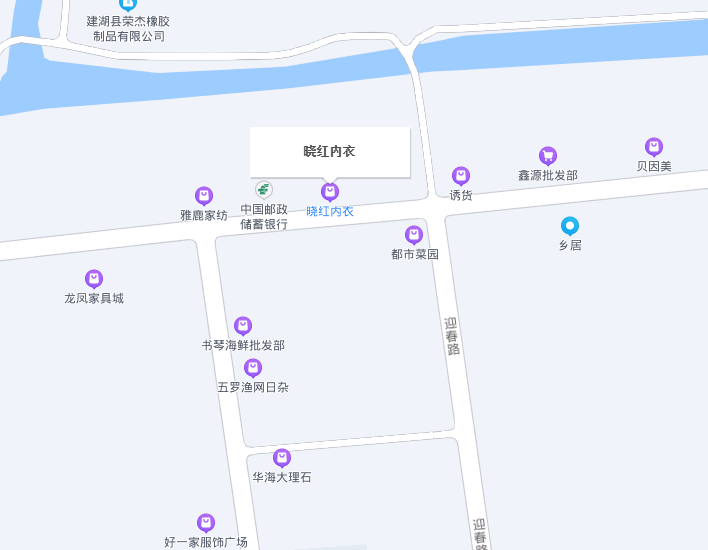 建湖县荣杰橡胶
制品有限公司
晓红内衣
贝因美
鑫源批发部
诱货
中国邮政
储蓄银行
雅鹿家纺
晓红内衣
都市菜园
乡居
龙凤家具城
迎春路
书琴海鲜批发部
五罗渔网日杂
华海大理石
好一家服饰广场
迎春路